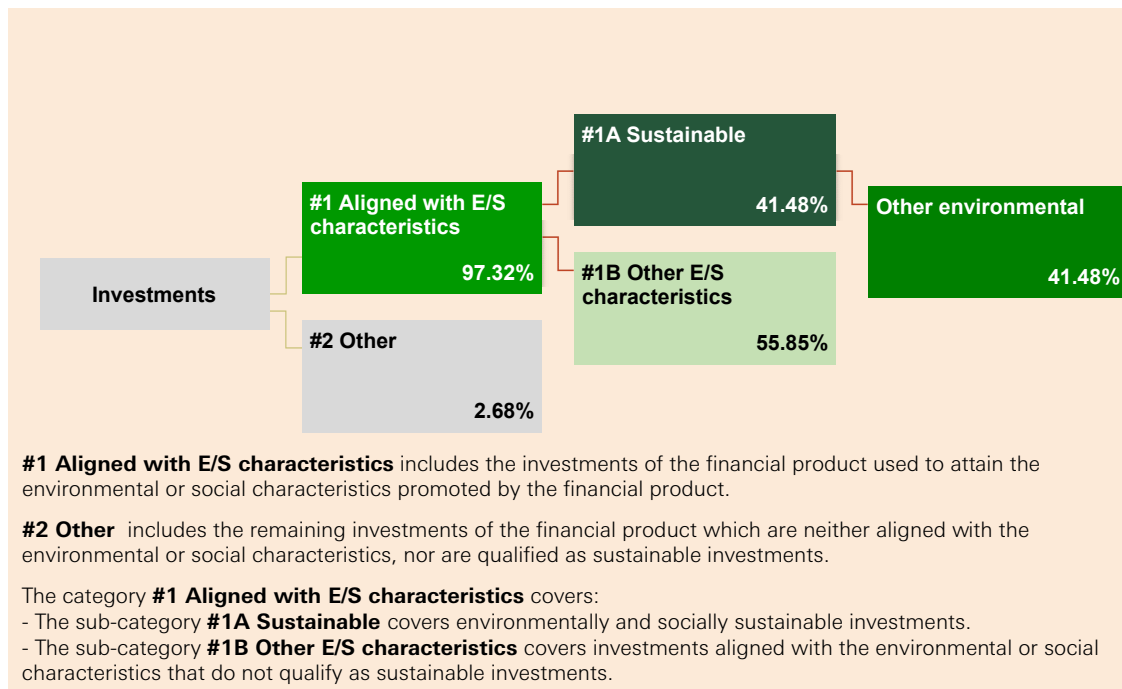 #1A Sustainable
41.48%
#1 Aligned with E/S
characteristics
97.32%
Other environmental
41.48%
Investments
#1B Other E/S
characteristics
55.85%
#2 Other
2.68%
#1 Aligned with E/S characteristics includes the investments of the financial product used to attain the
environmental or social characteristics promoted by the financial product.
#2 Other includes the remaining investments of the financial product which are neither aligned with the
environmental or social characteristics, nor are qualified as sustainable investments.
The category #1 Aligned with E/S characteristics covers:
- The sub-category #1A Sustainable covers environmentally and socially sustainable investments.
- The sub-category #1B Other E/S characteristics covers investments aligned with the environmental or social
characteristics that do not qualify as sustainable investments.